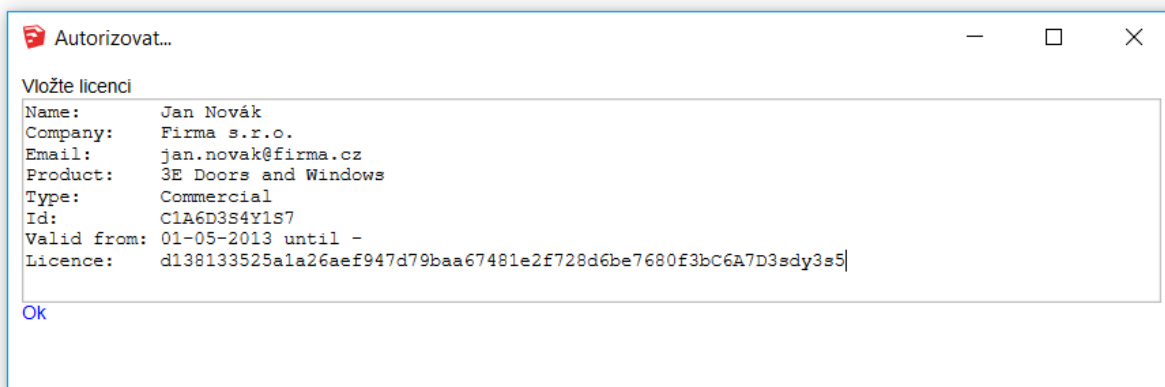 Autorizovat...
Vložte licenci
Name: Jan Novák
Company: Firma s.r.o.
Email: jan.novak@firma.cz
Product: 3E Doors and Windows
Type: Commercial
Id: C1A6D3S4Y1S7
Valid from: 01-05-2013 until -
Licence: d138133525a1a26aef947d79baa67481e2f728d6be7680f3bC6A7D3sdy3s5
Ok